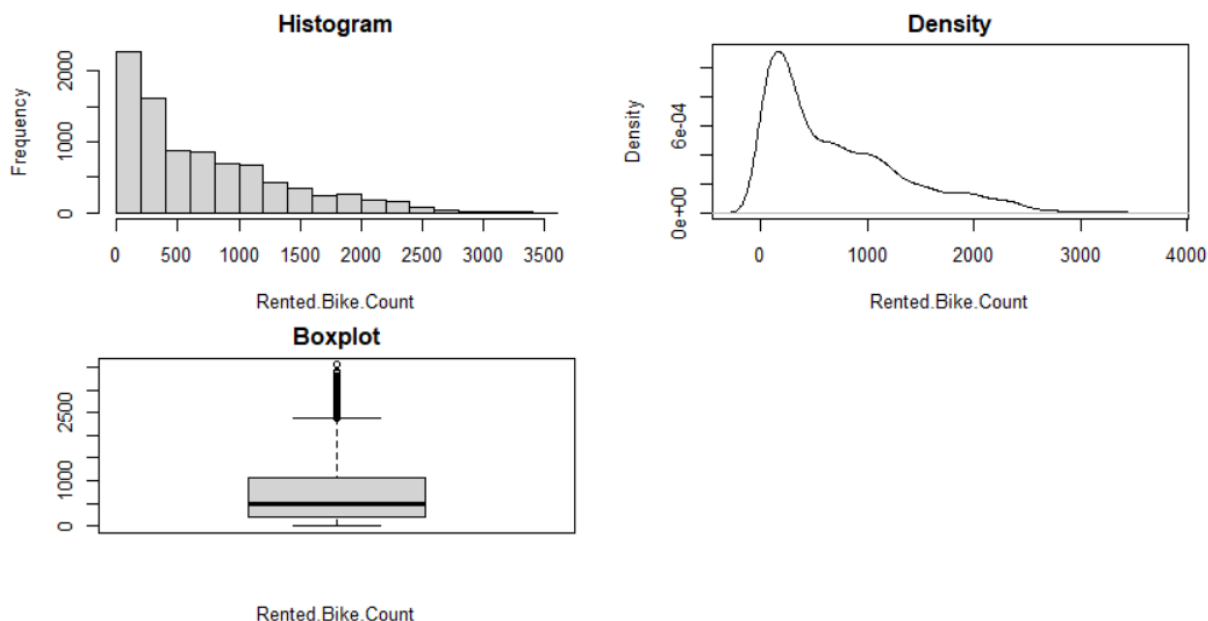 Histogram
Frequency
0 1000 2000
0 500 1000 1500 2000 2500 3000 3500
Rented.Bike.Count
Density
Density
0e+00 6e-04
0 1000 2000 3000 4000
Rented.Bike.Count
Boxplot
0 1000 2500
Rented.Bike.Count